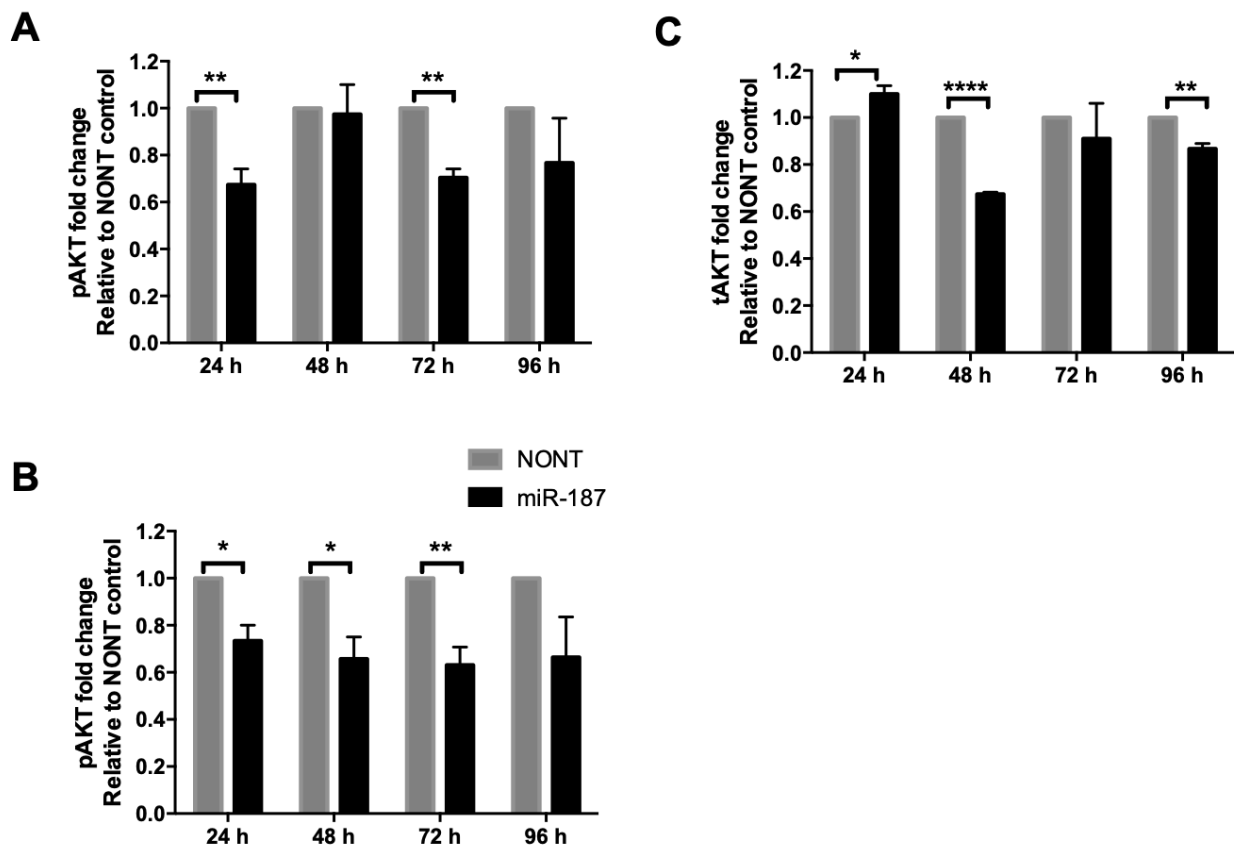 A
pAKT fold change
Relative to NONT control
1.2
1.0
0.8
0.6
0.4
0.2
0.0
**
**
24 h 48 h 72 h 96 h
C
tAKT fold change
Relative to NONT control
1.2
1.0
0.8
0.6
0.4
0.2
0.0
*
****
**
24 h 48 h 72 h 96 h
NONT
miR-187
B
pAKT fold change
Relative to NONT control
1.2
1.0
0.8
0.6
0.4
0.2
0.0
*
*
**
24 h 48 h 72 h 96 h